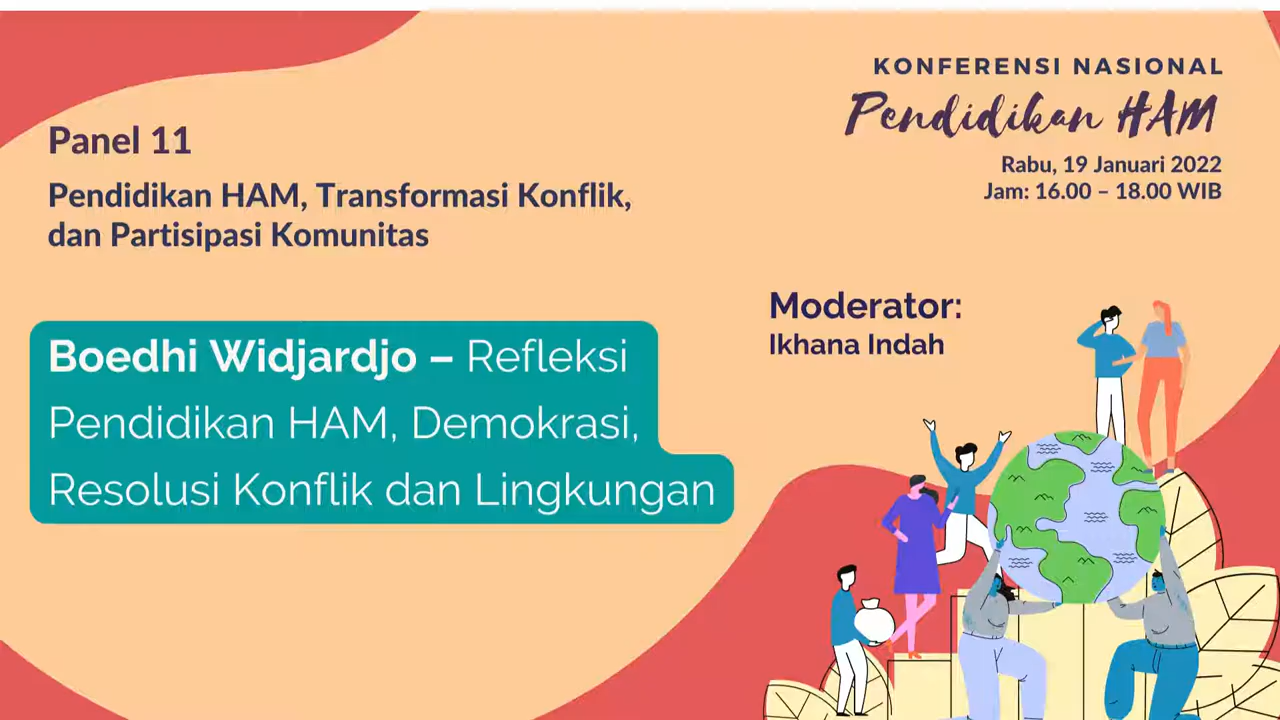 KONFERENSI NASIONAL
Pendidikan HAM
Rabu, 19 Januari 2022
Jam: 16.00 – 18.00 WIB
Panel 11
Pendidikan HAM, Transformasi Konflik,
dan Partisipasi Komunitas
Moderator:
Ikhana Indah
Boedhi Widjardjo – Refleksi
Pendidikan HAM, Demokrasi,
Resolusi Konflik dan Lingkungan